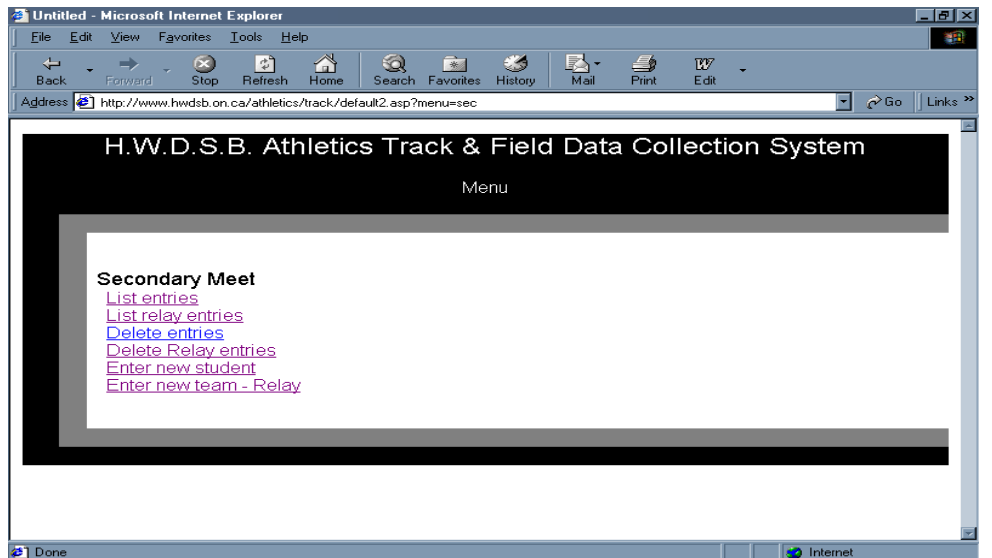 Untitled - Microsoft Internet Explorer
File Edit View Favorites Tools Help
Back Forward Stop Refresh Home Search Favorites History Mail Print Edit
Address http://www.hwdsb.on.ca/athletics/track/default2.asp?menu=sec Go Links »
H.W.D.S.B. Athletics Track & Field Data Collection System
Menu
Secondary Meet
List entries
List relay entries
Delete entries
Delete Relay entries
Enter new student
Enter new team - Relay
Done Internet